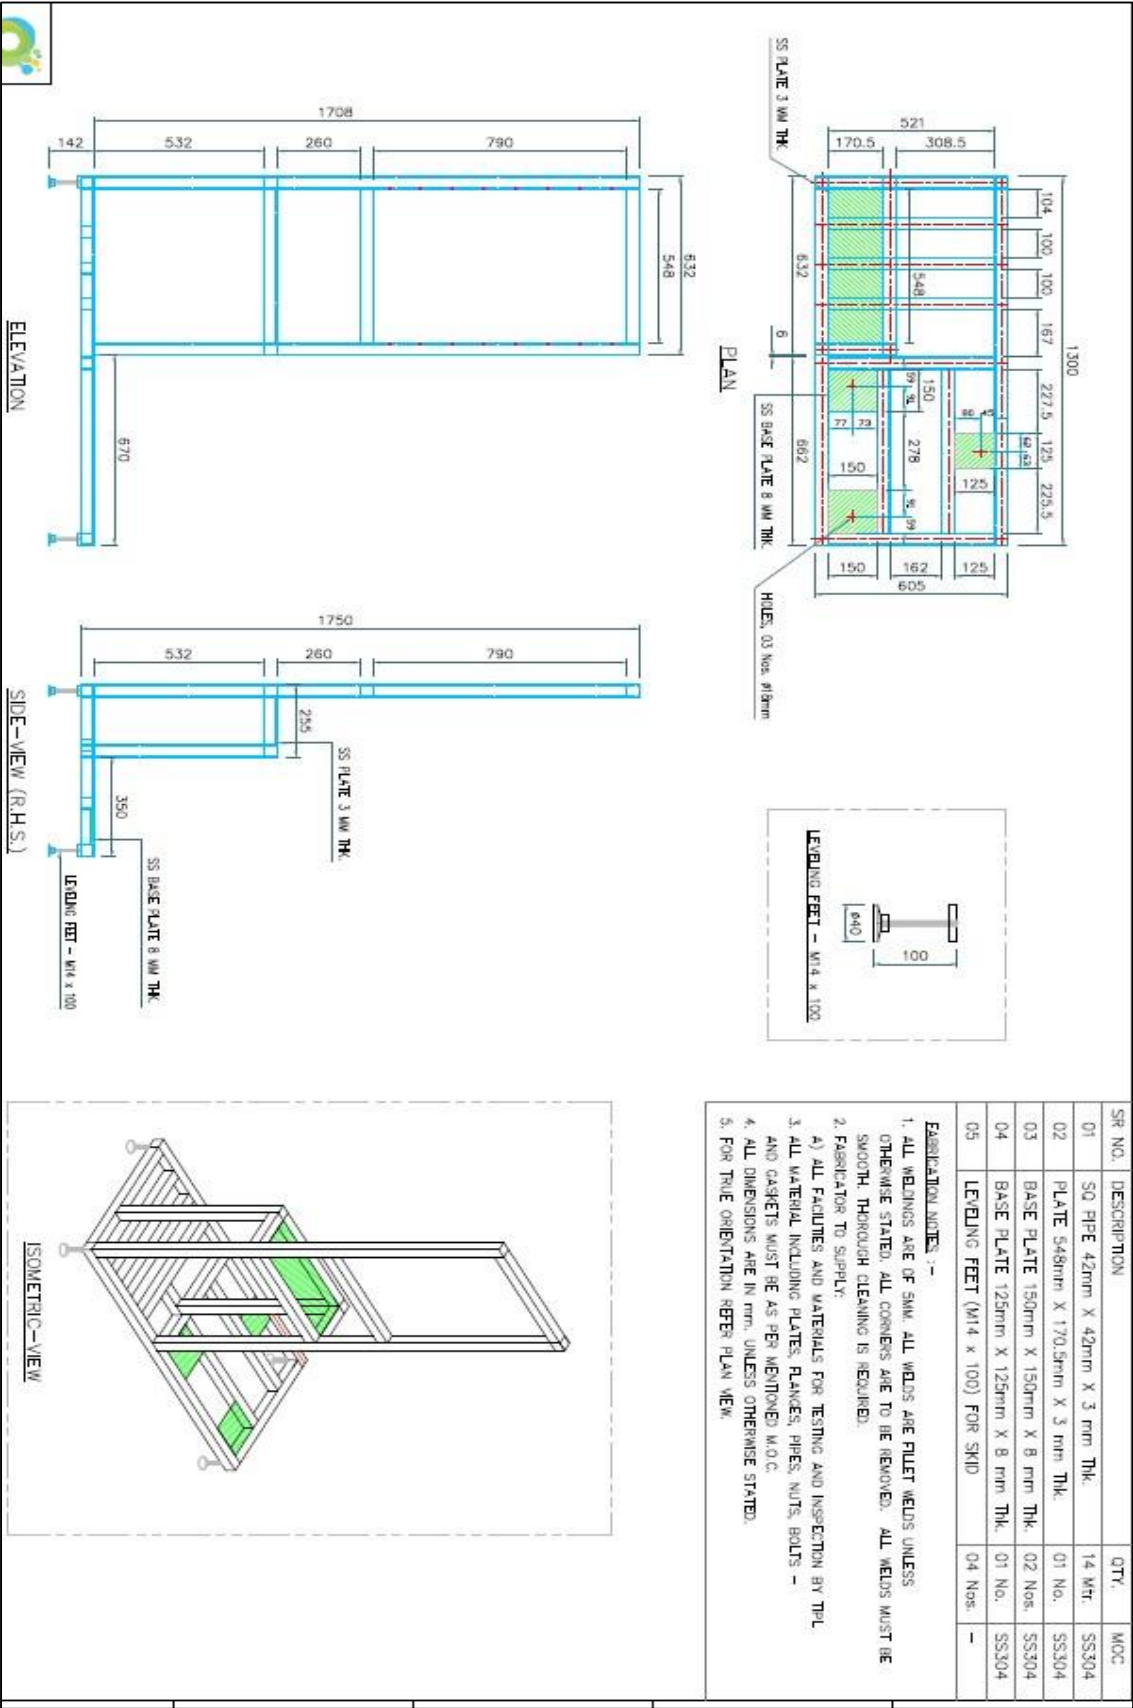 SR NO. DESCRIPTION QTY. MOC
01 SQ PIPE 42mm X 42mm X 3 mm Thk. 14 Mtr. SS304
02 PLATE 548mm X 170.5mm X 3 mm Thk. 01 No. SS304
03 BASE PLATE 150mm X 150mm X 8 mm Thk. 02 Nos. SS304
04 BASE PLATE 125mm X 125mm X 8 mm Thk. 01 No. SS304
05 LEVELING FEET (M14 x 100) FOR SKID 04 Nos. –
FABRICATION NOTES :–
1. ALL WELDINGS ARE OF 5MM. ALL WELDS ARE FILLET WELDS UNLESS
OTHERWISE STATED. ALL CORNERS ARE TO BE REMOVED. ALL WELDS MUST BE
SMOOTH. THOROUGH CLEANING IS REQUIRED.
2. FABRICATOR TO SUPPLY:
A) ALL FACILITIES AND MATERIALS FOR TESTING AND INSPECTION BY TIPL
3. ALL MATERIAL INCLUDING PLATES, FLANGES, PIPES, NUTS, BOLTS –
AND GASKETS MUST BE AS PER MENTIONED M.O.C.
4. ALL DIMENSIONS ARE IN mm. UNLESS OTHERWISE STATED.
5. FOR TRUE ORIENTATION REFER PLAN VIEW.
1300
104
100
100
167
227.5
125
225.5
521
170.5
308.5
548
632
6
662
150
59
91
278
91
59
77
73
150
88
45
62
63
125
150
162
125
605
SS PLATE 3 MM THK.
SS BASE PLATE 8 MM THK.
HOLES, 03 Nos. ø18mm
PLAN
ø40
100
LEVELING FEET – M14 x 100
632
548
1708
142
532
260
790
670
ELEVATION
1750
532
260
790
255
350
SS PLATE 3 MM THK.
SS BASE PLATE 8 MM THK.
LEVELING FEET – M14 x 100
SIDE–VIEW (R.H.S.)
ISOMETRIC–VIEW